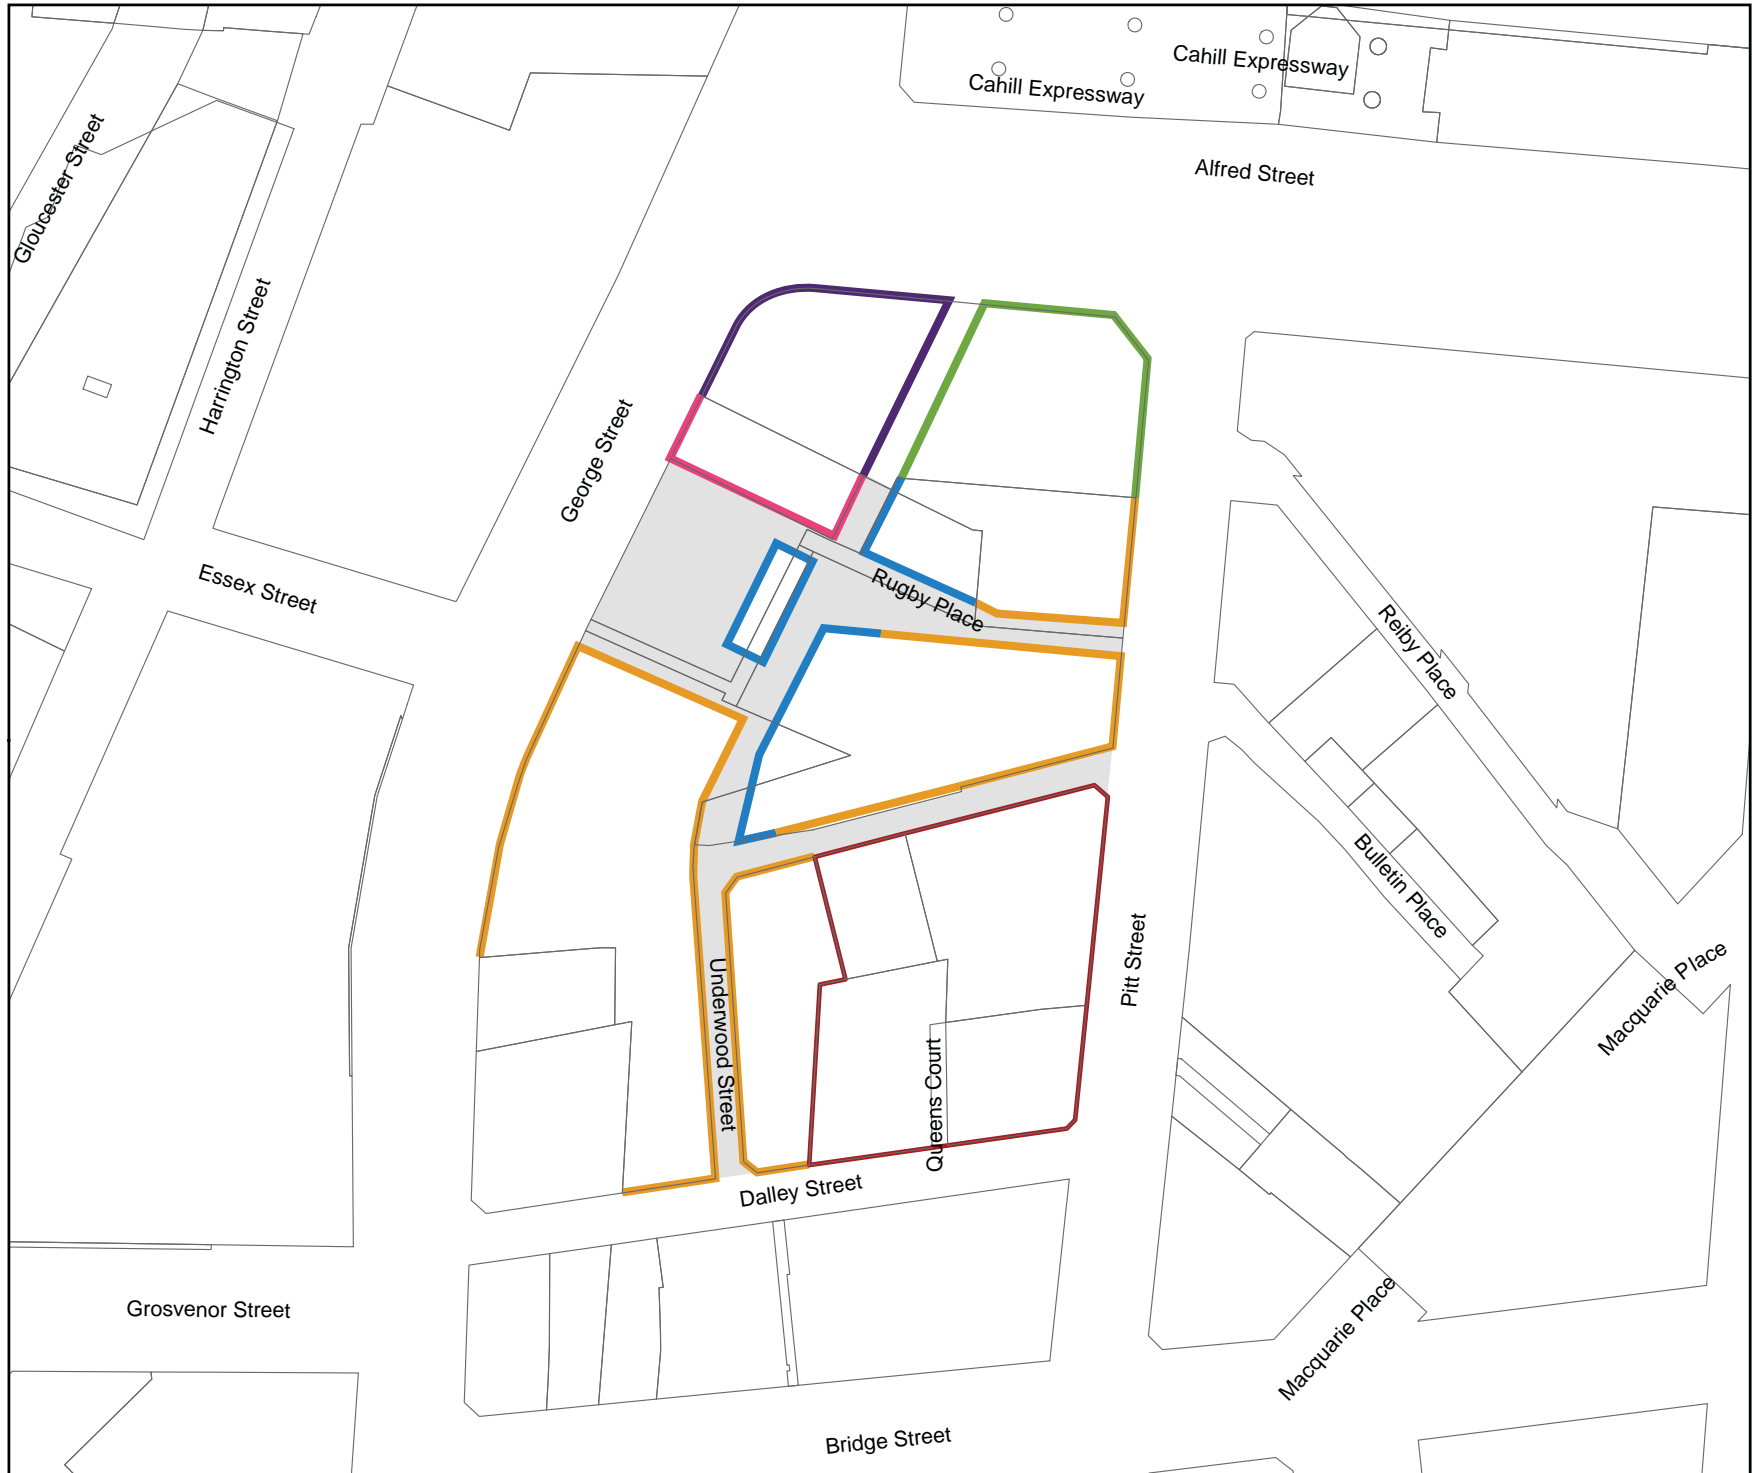 Cahill Expressway
Cahill Expressway
Alfred Street
Gloucester Street
Harrington Street
George Street
Essex Street
Rugby Place
Reiby Place
Bulletin Place
Macquarie Place
Pitt Street
Underwood Street
Queens Court
Dalley Street
Grosvenor Street
Macquarie Place
Bridge Street